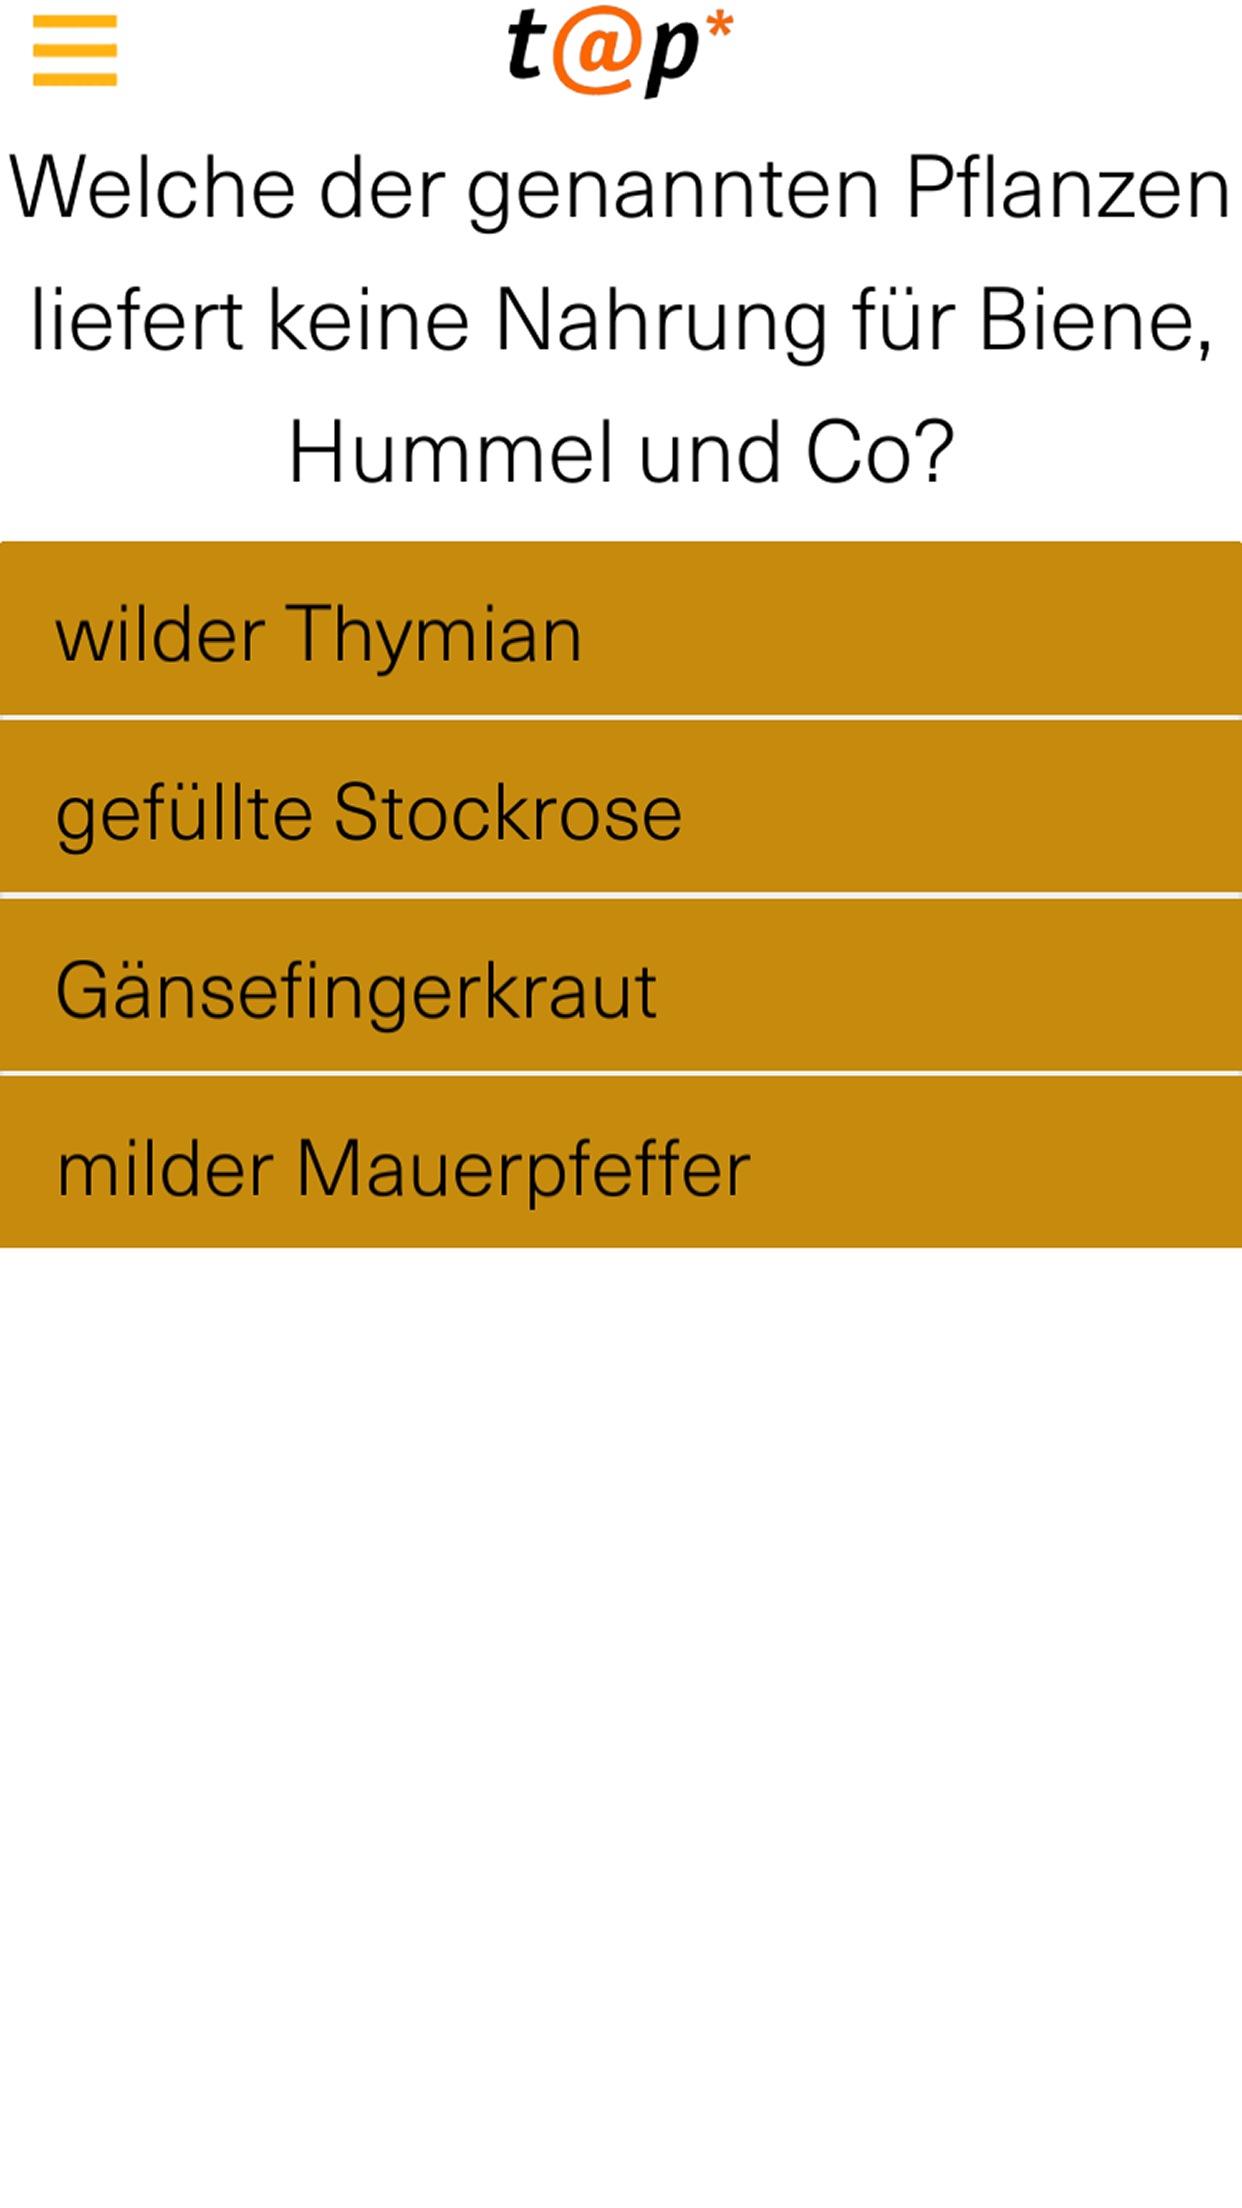 t@p*
Welche der genannten Pflanzen
liefert keine Nahrung für Biene,
Hummel und Co?
wilder Thymian
gefüllte Stockrose
Gänsefingerkraut
milder Mauerpfeffer